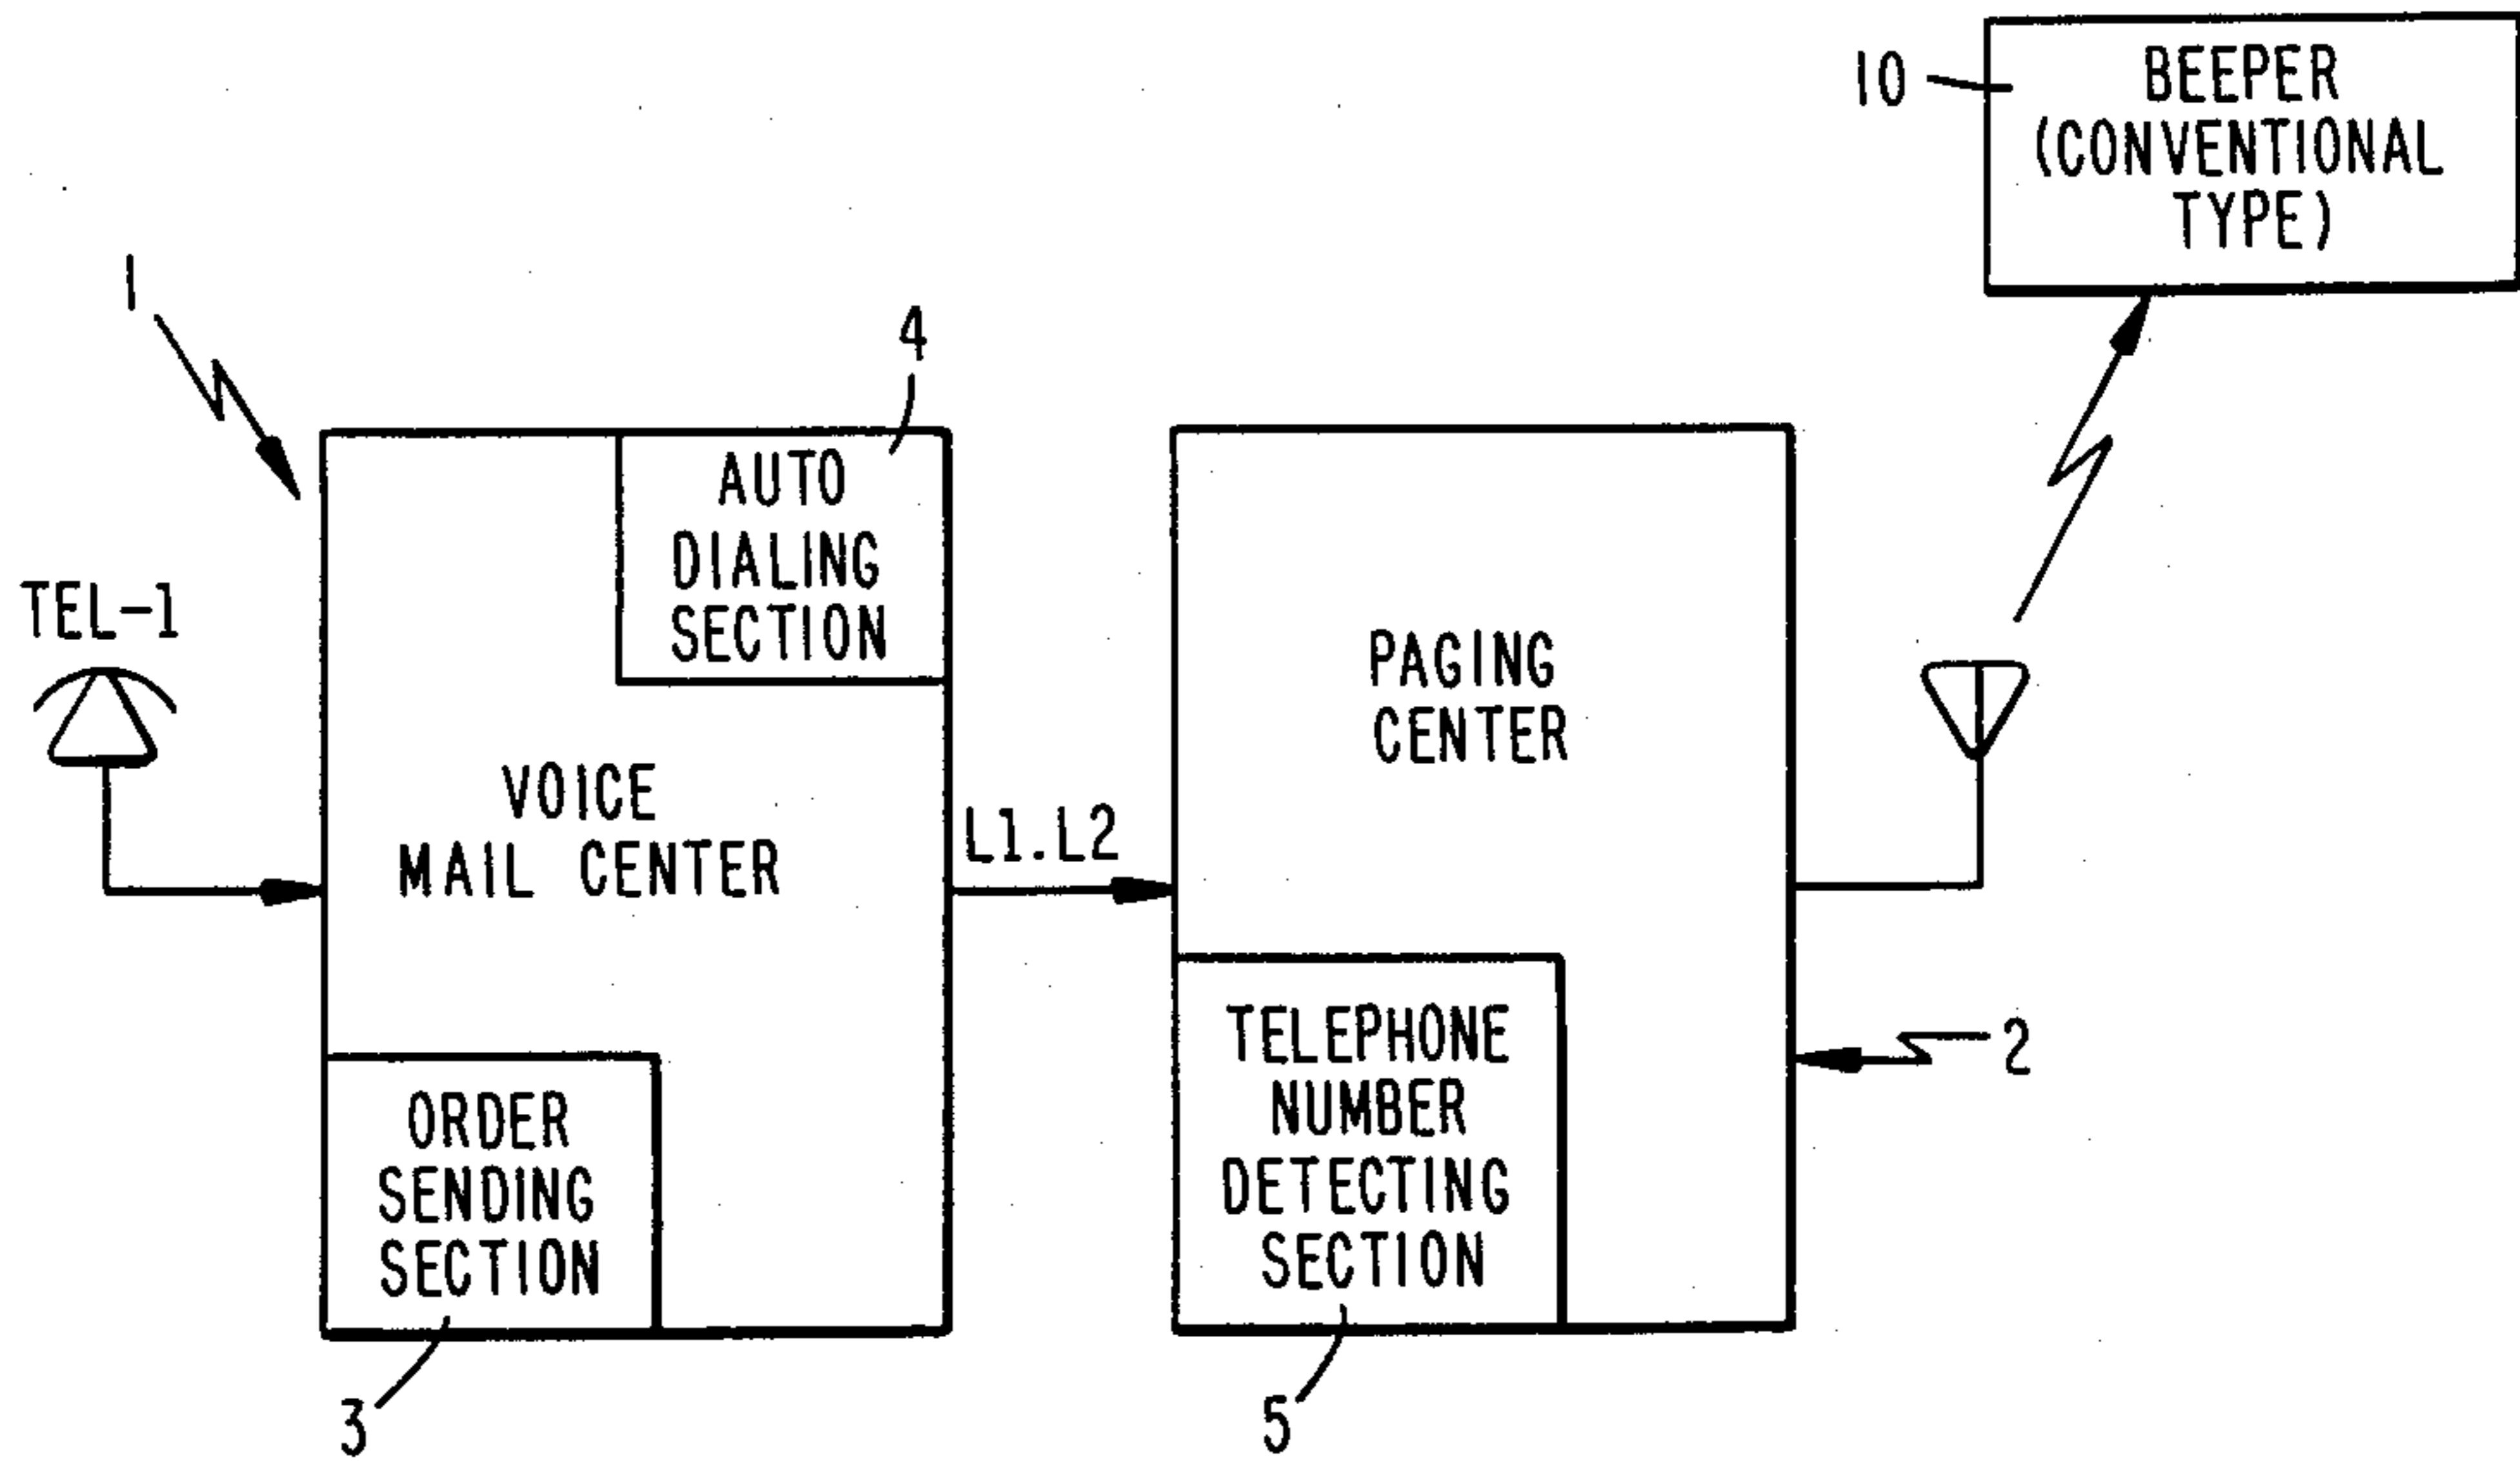 10
BEEPER
(CONVENTIONAL
TYPE)
1
4
AUTO
DIALING
SECTION
TEL-1
VOICE
MAIL CENTER
L1.L2
PAGING
CENTER
ORDER
SENDING
SECTION
TELEPHONE
NUMBER
DETECTING
SECTION
2
3
5